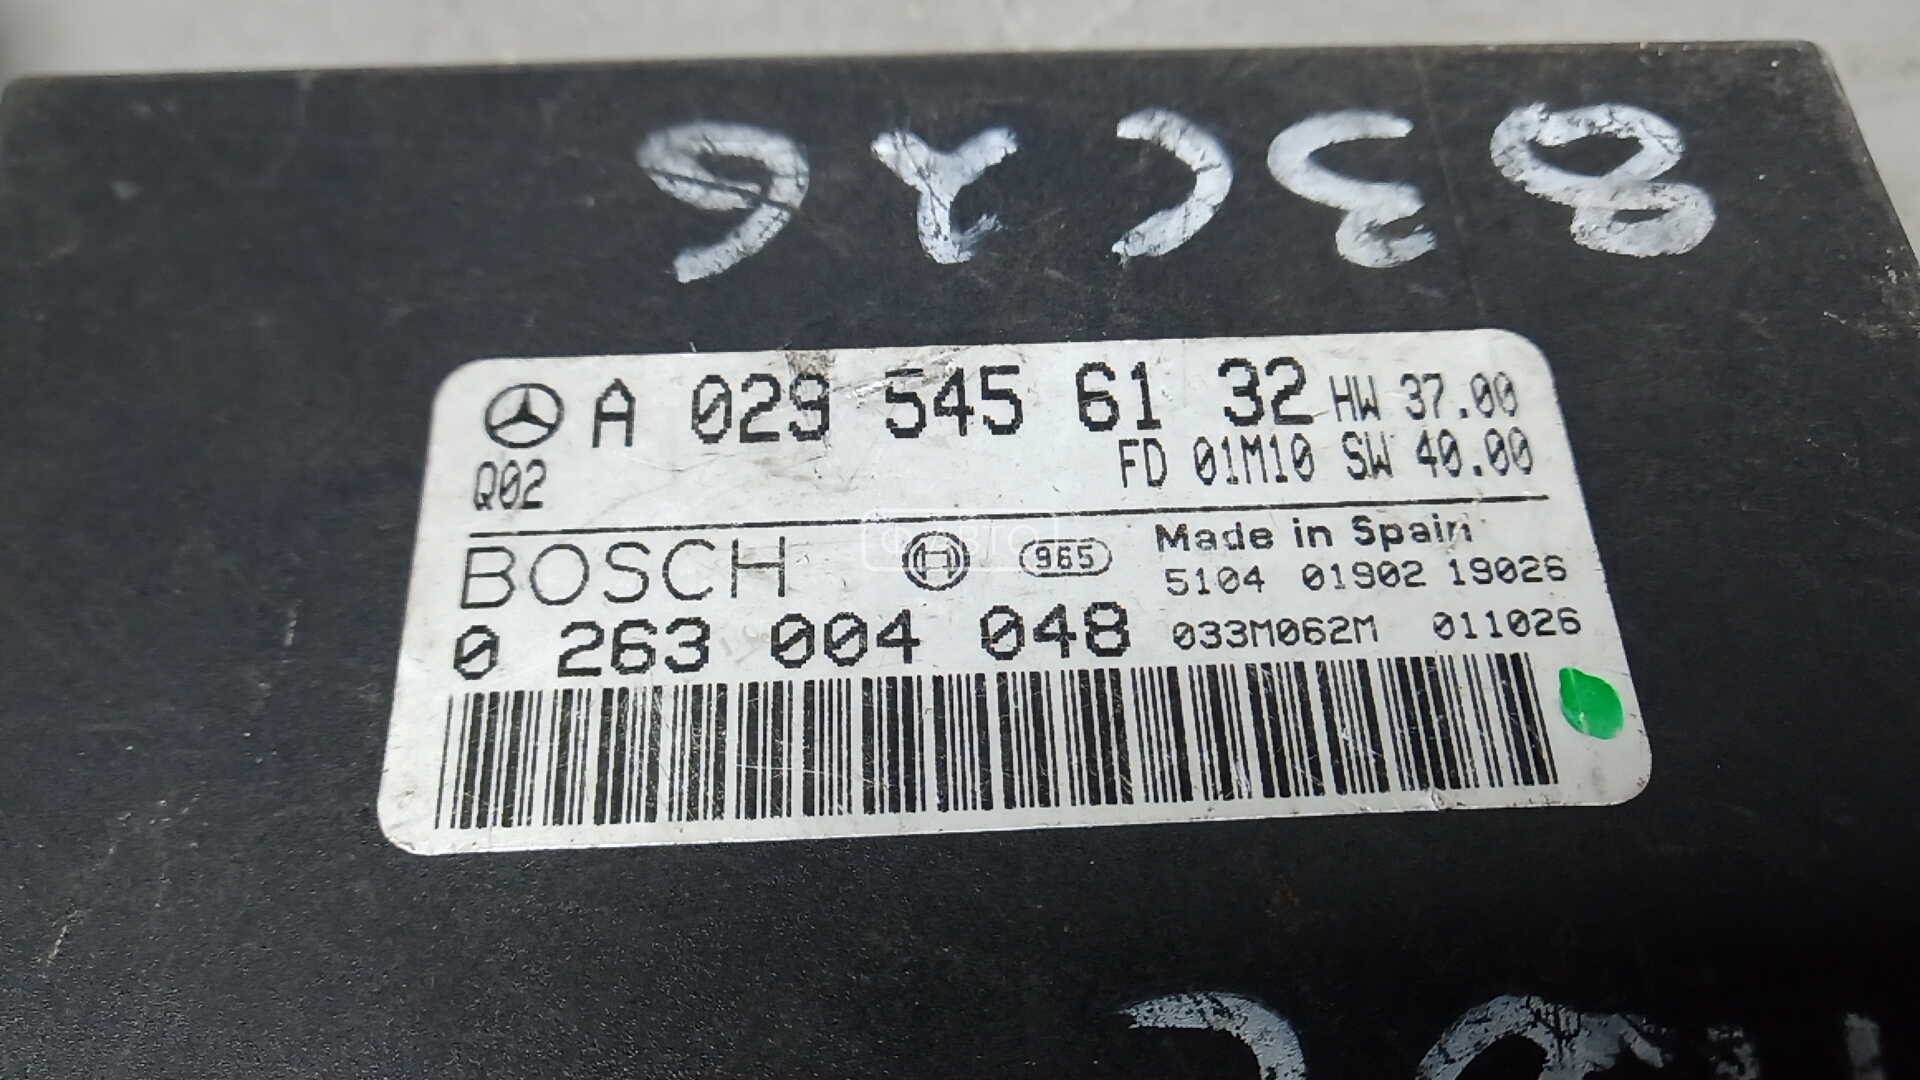 A 029 545 61 32 HW 37.00
Q02 FD 01M10 SW 40.00
BOSCH 965 Made in Spain
5104 01902 19026
0 263 004 048 033M062M 011026
ФАВТО